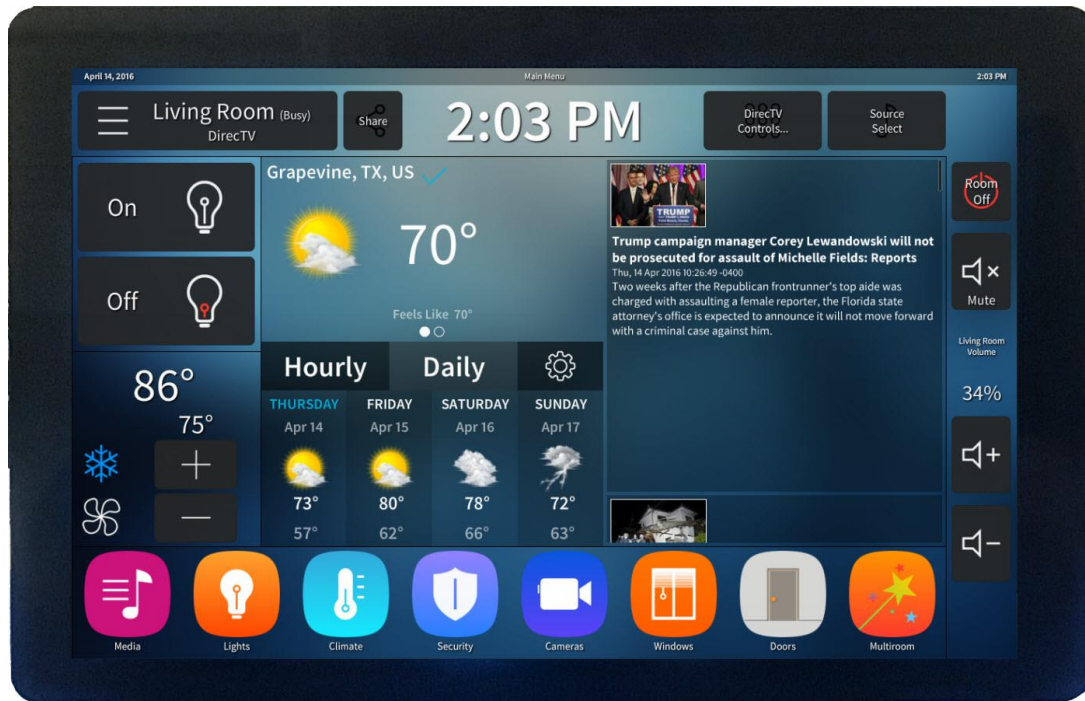 April 14, 2016
Main Menu
2:03 PM
Living Room (Busy)
DirecTV
Share
2:03 PM
DirecTV
Controls...
Source
Select
On
Off
Grapevine, TX, US
70°
Feels Like 70°
Hourly
Daily
THURSDAY
FRIDAY
SATURDAY
SUNDAY
Apr 14
Apr 15
Apr 16
Apr 17
73°
80°
78°
72°
57°
62°
66°
63°
86°
75°
TRUMP
Trump campaign manager Corey Lewandowski will not
be prosecuted for assault of Michelle Fields: Reports
Thu, 14 Apr 2016 10:26:49 -0400
Two weeks after the Republican frontrunner's top aide was
charged with assaulting a female reporter, the Florida state
attorney's office is expected to announce it will not move forward
with a criminal case against him.
Room
Off
Mute
Living Room
Volume
34%
Media
Lights
Climate
Security
Cameras
Windows
Doors
Multiroom